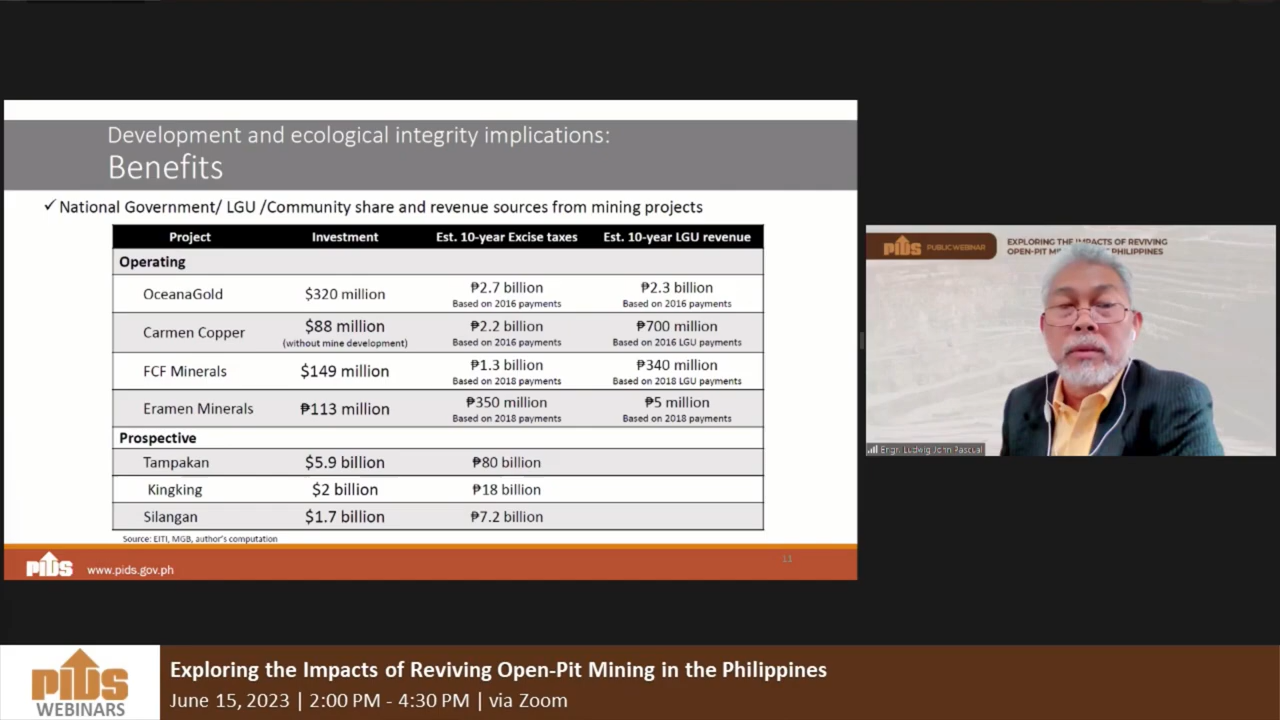 Development and ecological integrity implications:
Benefits
✓ National Government/ LGU /Community share and revenue sources from mining projects
Project Investment Est. 10-year Excise taxes Est. 10-year LGU revenue
Operating
OceanaGold $320 million ₱2.7 billion ₱2.3 billion
Based on 2016 payments Based on 2016 payments
Carmen Copper $88 million ₱2.2 billion ₱700 million
(without mine development) Based on 2016 payments Based on 2016 LGU payments
FCF Minerals $149 million ₱1.3 billion ₱340 million
Based on 2018 payments Based on 2018 LGU payments
Eramen Minerals ₱113 million ₱350 million ₱5 million
Based on 2018 payments Based on 2018 payments
Prospective
Tampakan $5.9 billion ₱80 billion
Kingking $2 billion ₱18 billion
Silangan $1.7 billion ₱7.2 billion
Source: EITI, MGB, author's computation
PIDS www.pids.gov.ph
11
PIDS PUBLIC WEBINAR
EXPLORING THE IMPACTS OF REVIVING
OPEN-PIT PHILIPPINES
Engr. Ludwig John Pascual
PIDS
WEBINARS
Exploring the Impacts of Reviving Open-Pit Mining in the Philippines
June 15, 2023 | 2:00 PM - 4:30 PM | via Zoom